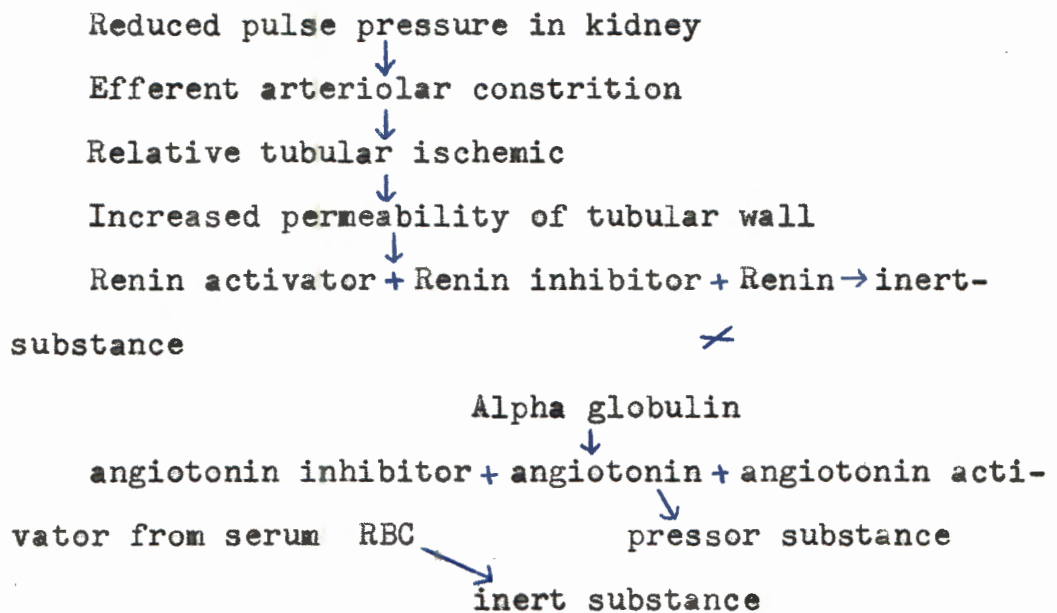 Reduced pulse pressure in kidney
↓
Efferent arteriolar constrition
↓
Relative tubular ischemic
↓
Increased permeability of tubular wall
↓
Renin activator + Renin inhibitor + Renin → inert-
substance ≠
Alpha globulin
↓
angiotonin inhibitor + angiotonin + angiotonin acti-
↘
vator from serum RBC pressor substance
↘
inert substance